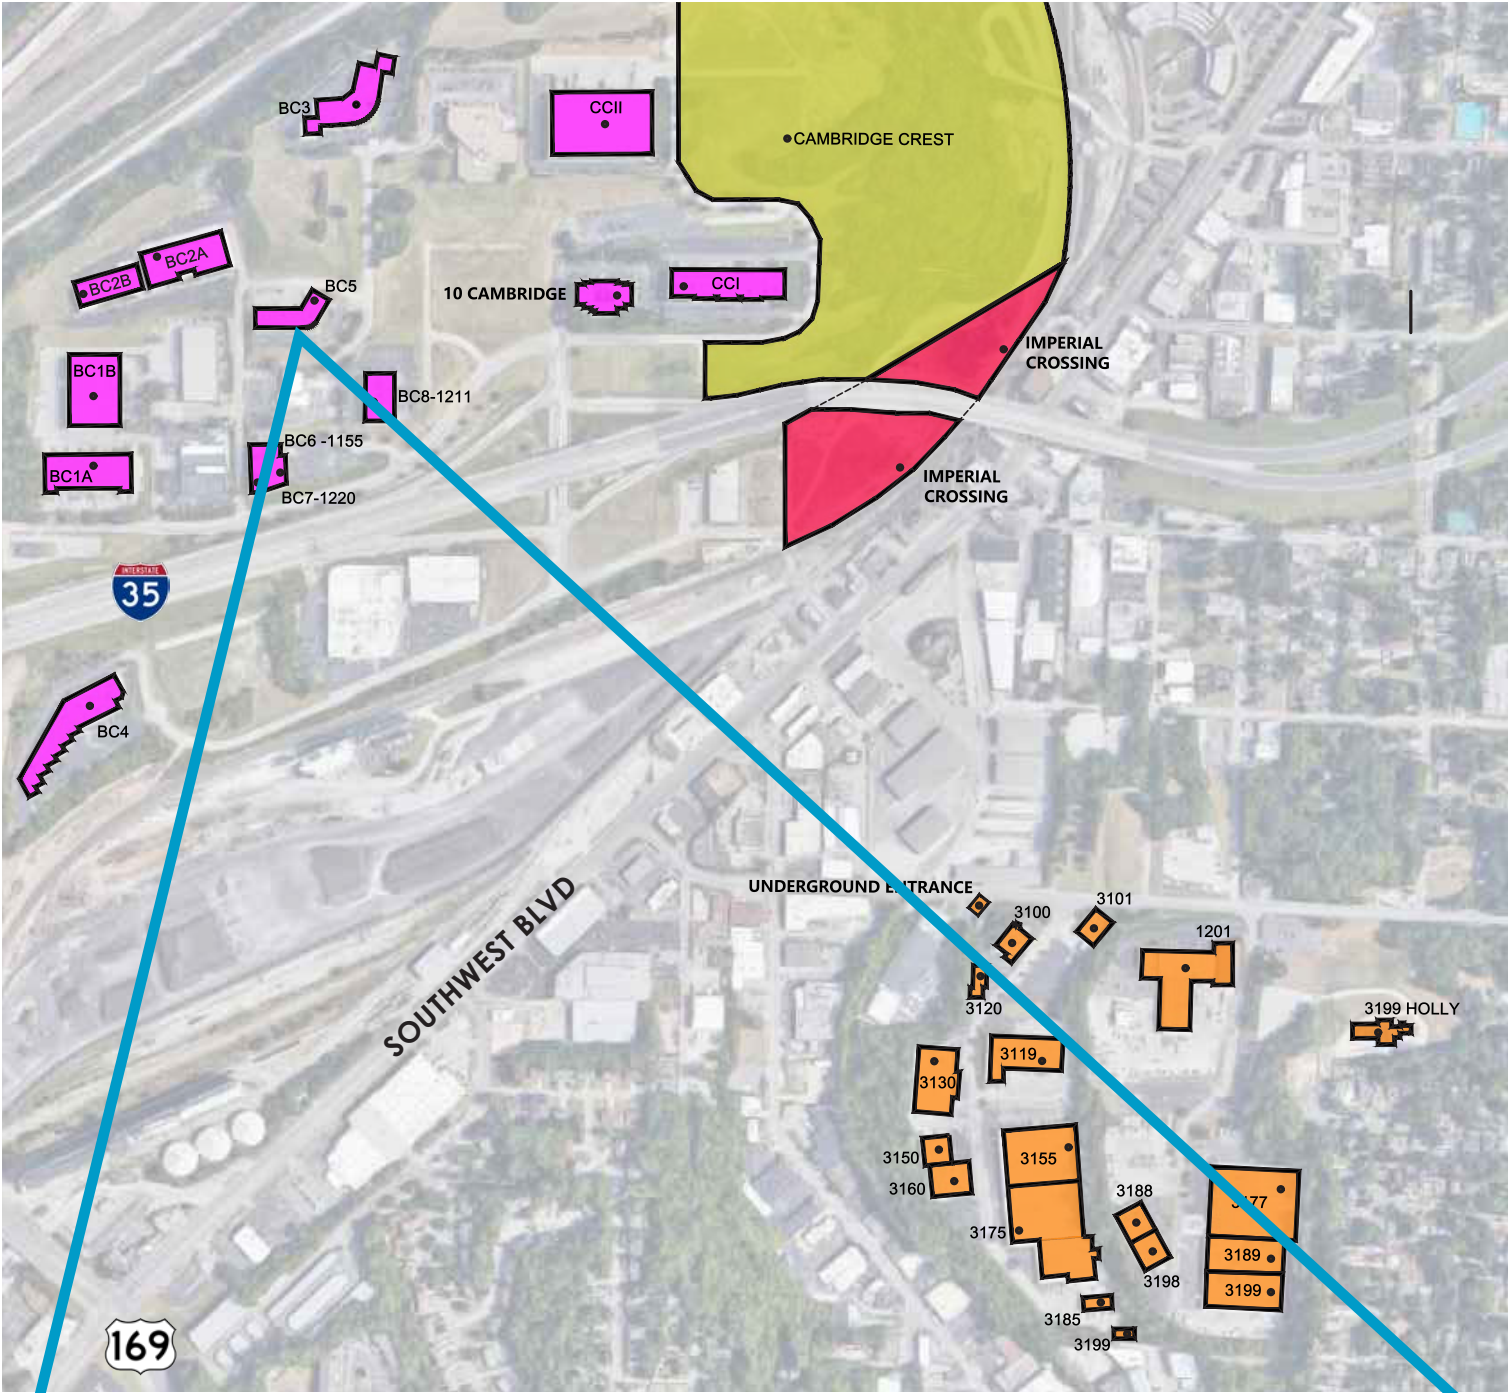 BC3
CCII
CAMBRIDGE CREST
BC2A
BC2B
BC5
10 CAMBRIDGE
CCI
IMPERIAL
CROSSING
BC1B
BC8-1211
BC6 -1155
BC1A
BC7-1220
IMPERIAL
CROSSING
INTERSTATE
35
BC4
SOUTHWEST BLVD
UNDERGROUND ENTRANCE
3101
3100
1201
3120
3199 HOLLY
3119
3130
3150
3155
3160
3188
3177
3175
3189
3198
3199
3185
3199
169